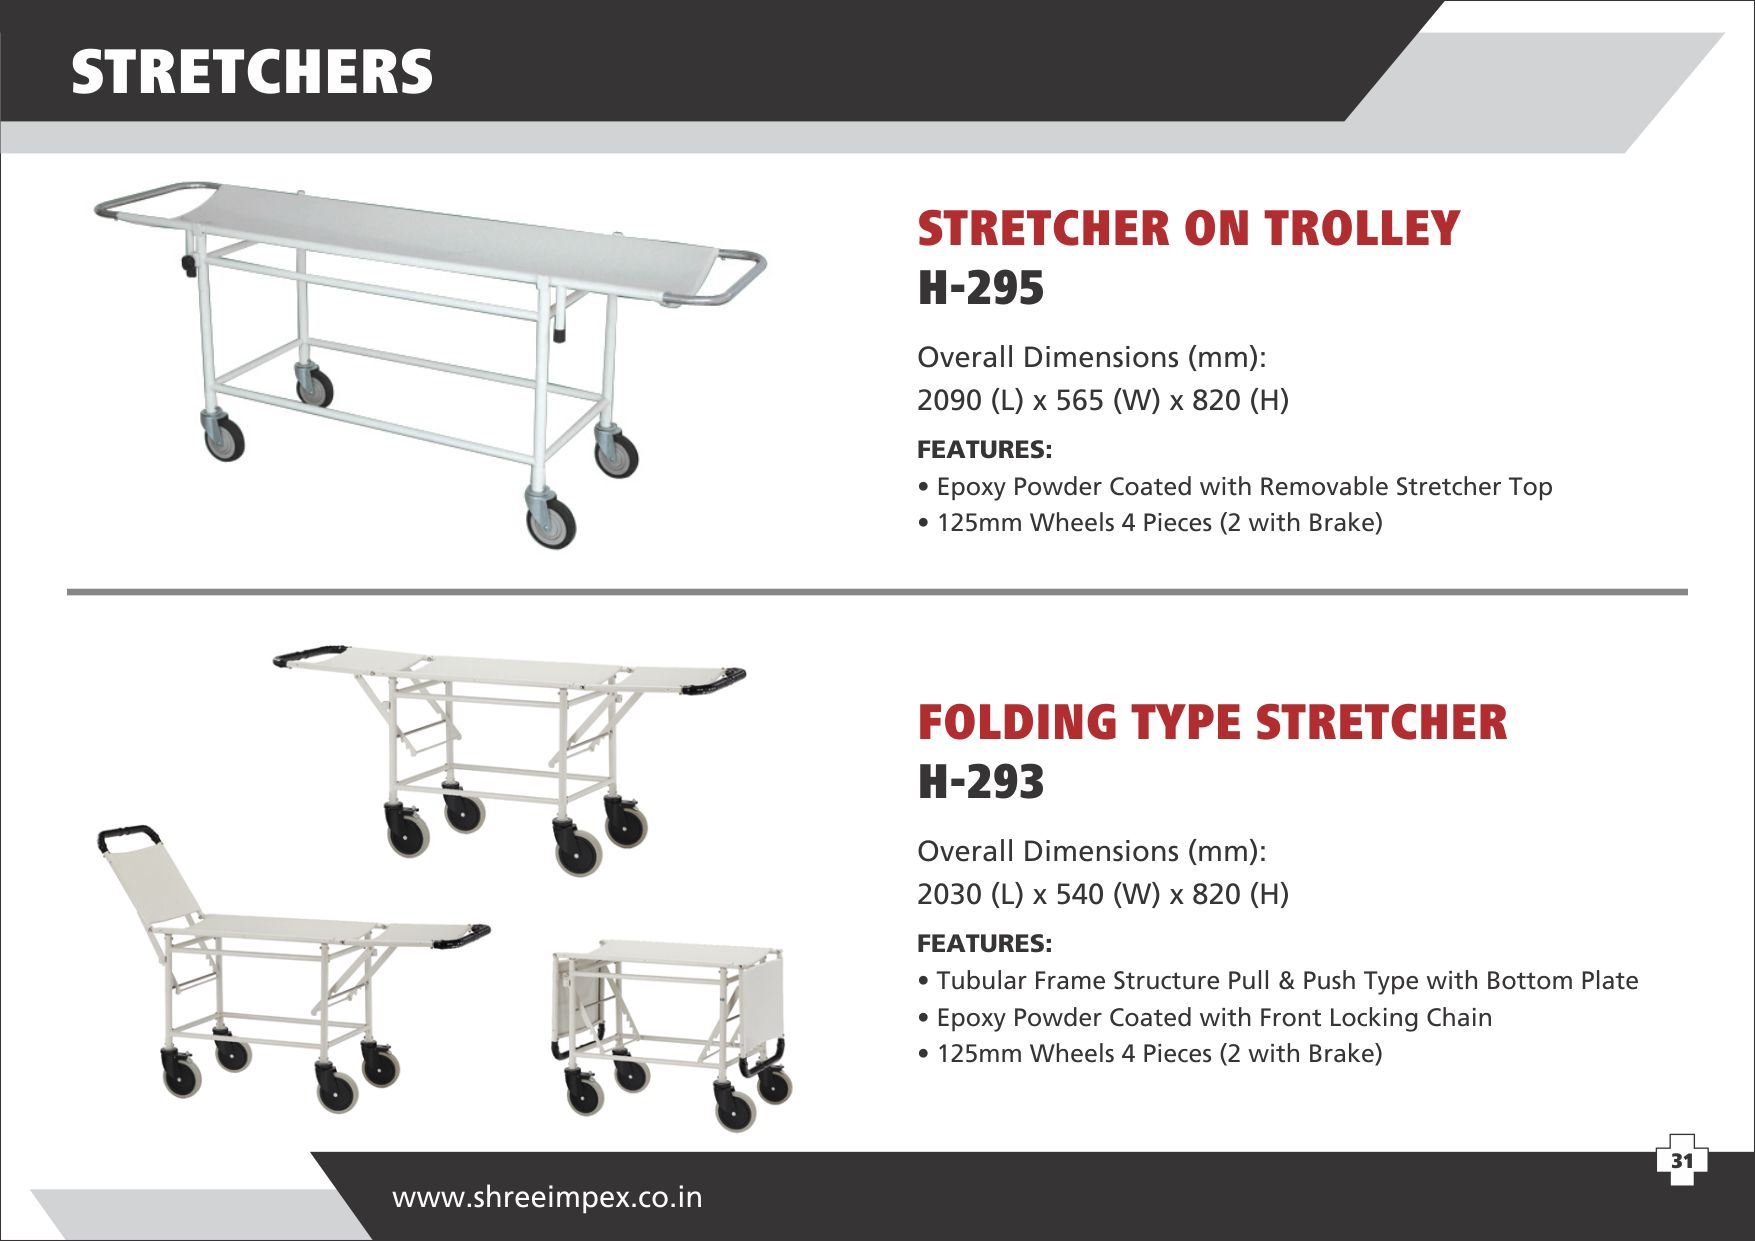 STRETCHERS
STRETCHER ON TROLLEY
H-295
Overall Dimensions (mm):
2090 (L) x 565 (W) x 820 (H)
FEATURES:
• Epoxy Powder Coated with Removable Stretcher Top
• 125mm Wheels 4 Pieces (2 with Brake)
FOLDING TYPE STRETCHER
H-293
Overall Dimensions (mm):
2030 (L) x 540 (W) x 820 (H)
FEATURES:
• Tubular Frame Structure Pull & Push Type with Bottom Plate
• Epoxy Powder Coated with Front Locking Chain
• 125mm Wheels 4 Pieces (2 with Brake)
31
www.shreeimpex.co.in